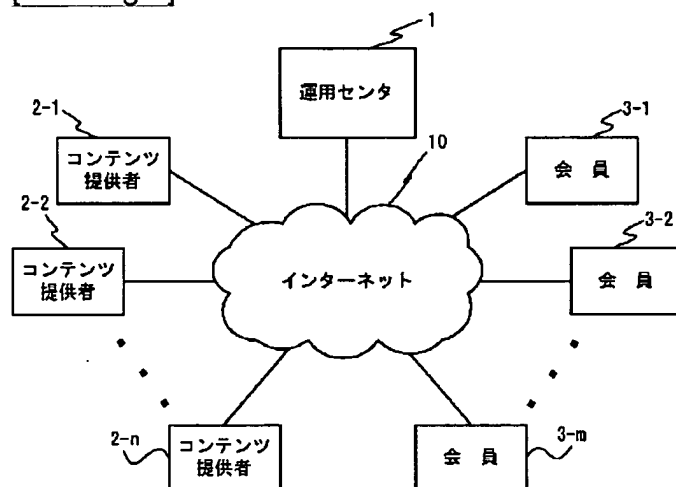 1
運用センタ
2-1
コンテンツ
提供者
3-1
会 員
10
2-2
コンテンツ
提供者
インターネット
3-2
会 員
2-n
コンテンツ
提供者
会 員
3-m